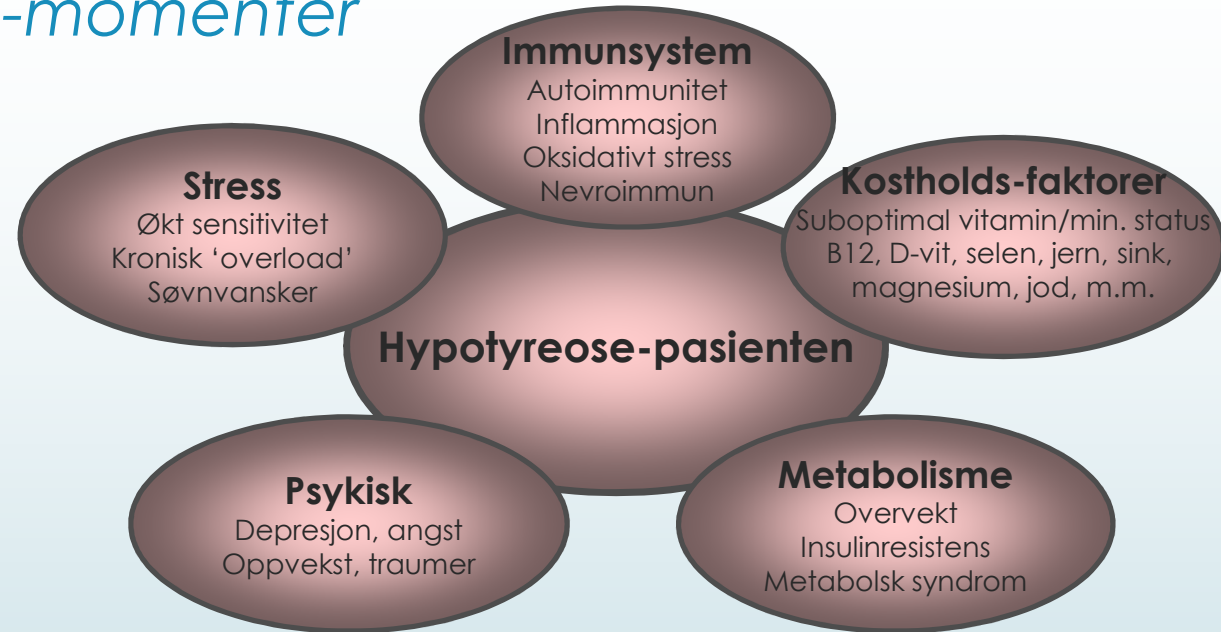 -momenter
Immunsystem
Autoimmunitet
Inflammasjon
Oksidativt stress
Nevroimmun
Stress
Økt sensitivitet
Kronisk ‘overload’
Søvnvansker
Kostholds-faktorer
Suboptimal vitamin/min. status
B12, D-vit, selen, jern, sink,
magnesium, jod, m.m.
Hypotyreose-pasienten
Psykisk
Depresjon, angst
Oppvekst, traumer
Metabolisme
Overvekt
Insulinresistens
Metabolsk syndrom